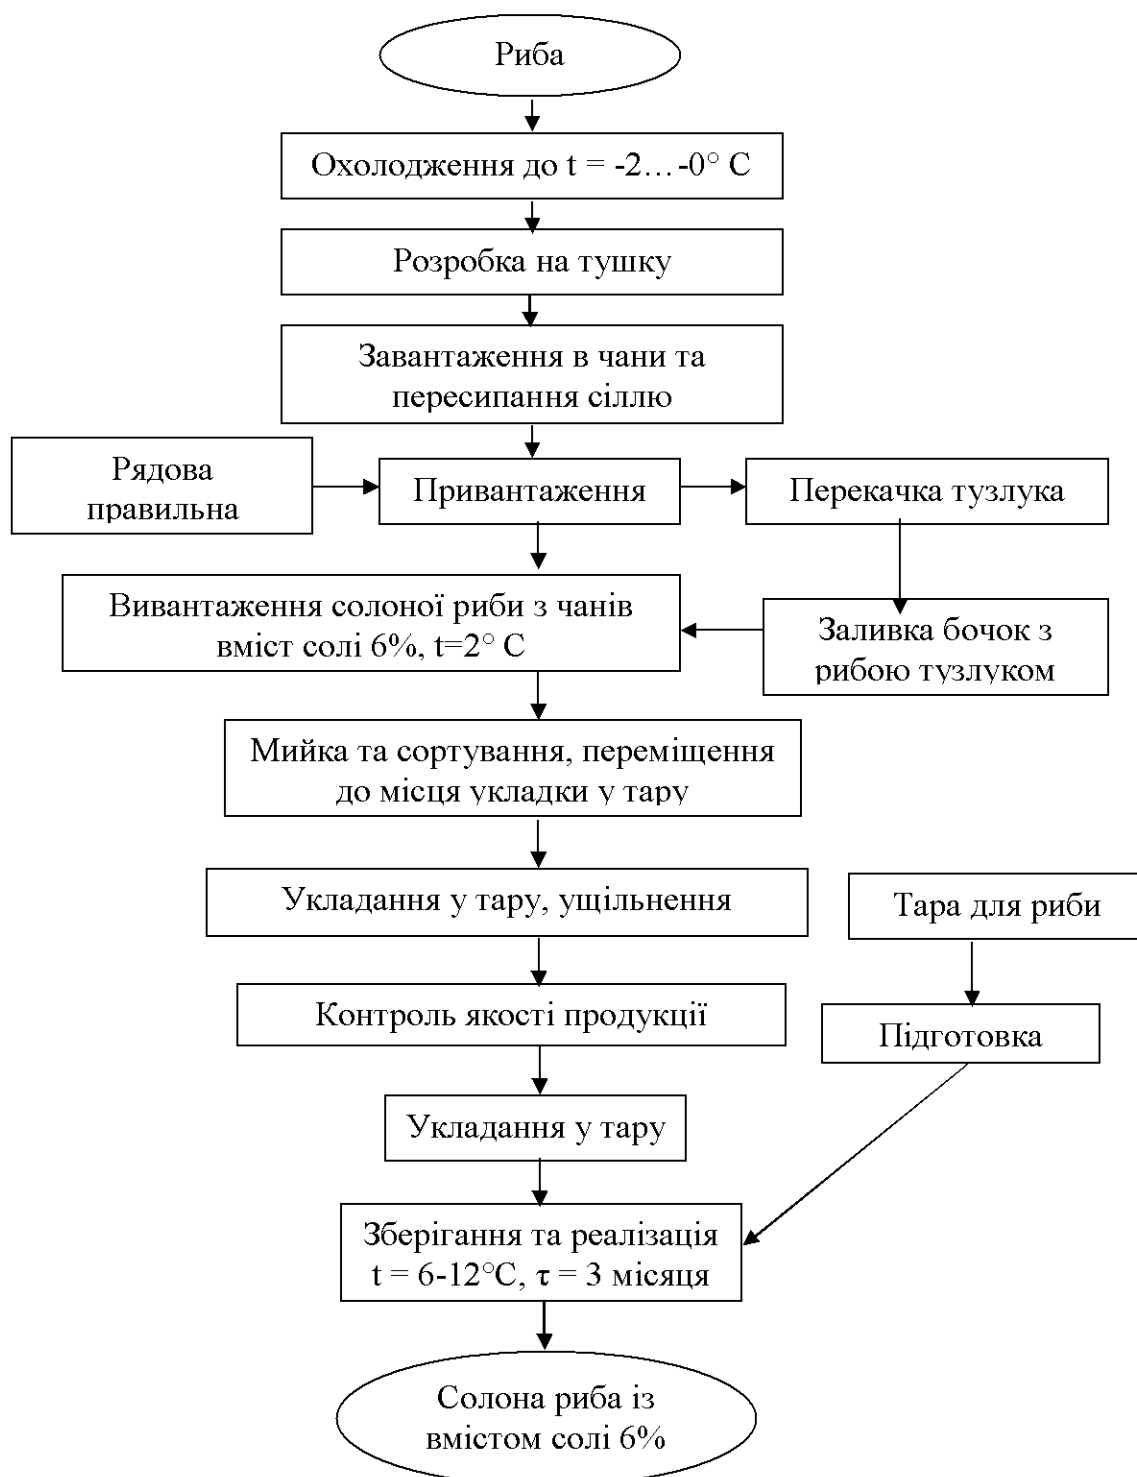 Риба
Охолодження до t = -2…-0° С
Розробка на тушку
Завантаження в чани та
пересипання сіллю
Рядова
правильна
Привантаження
Перекачка тузлука
Вивантаження солоної риби з чанів
вміст солі 6%, t=2° С
Заливка бочок з
рибою тузлуком
Мийка та сортування, переміщення
до місця укладки у тару
Укладання у тару, ущільнення
Тара для риби
Контроль якості продукції
Підготовка
Укладання у тару
Зберігання та реалізація
t = 6-12°С, τ = 3 місяця
Солона риба із
вмістом солі 6%